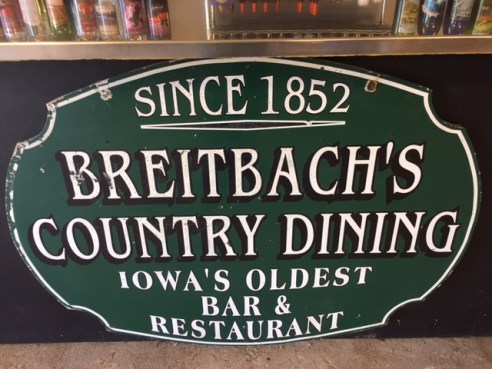 SINCE 1852
BREITBACH'S
COUNTRY DINING
IOWA'S OLDEST
BAR &
RESTAURANT